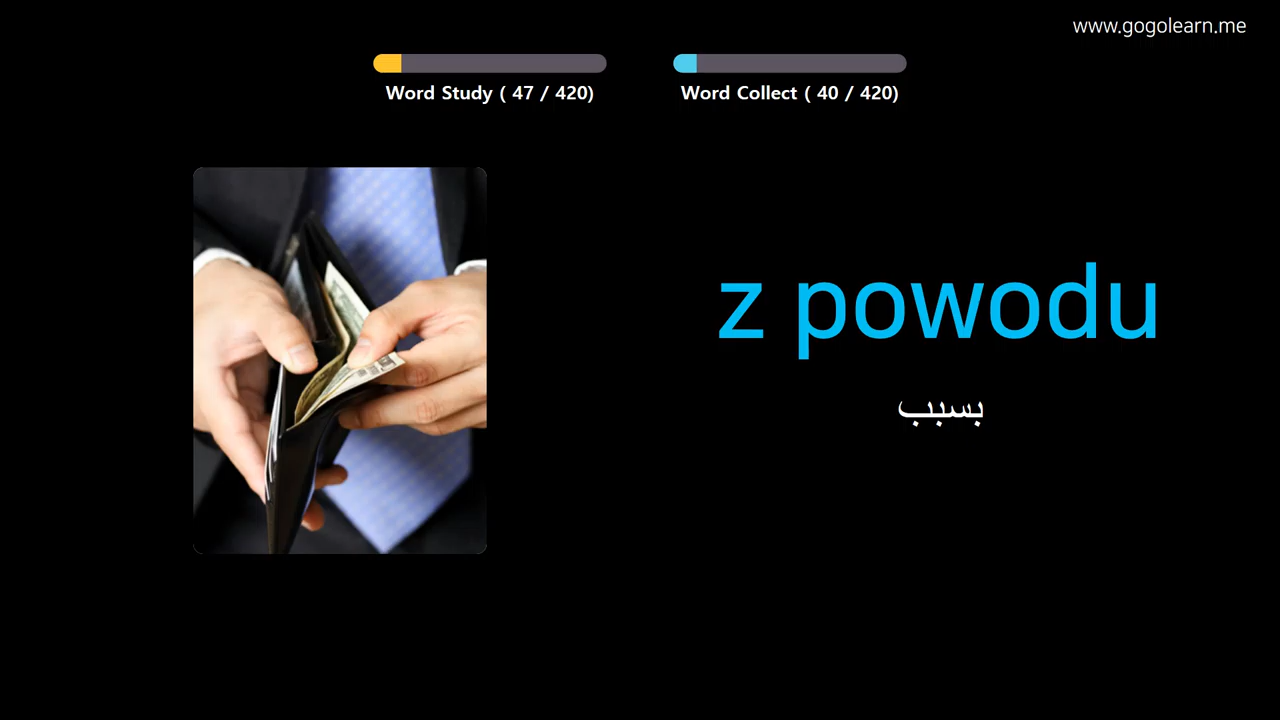 www.gogolearn.me
Word Study ( 47 / 420)
Word Collect ( 40 / 420)
z powodu
بسبب